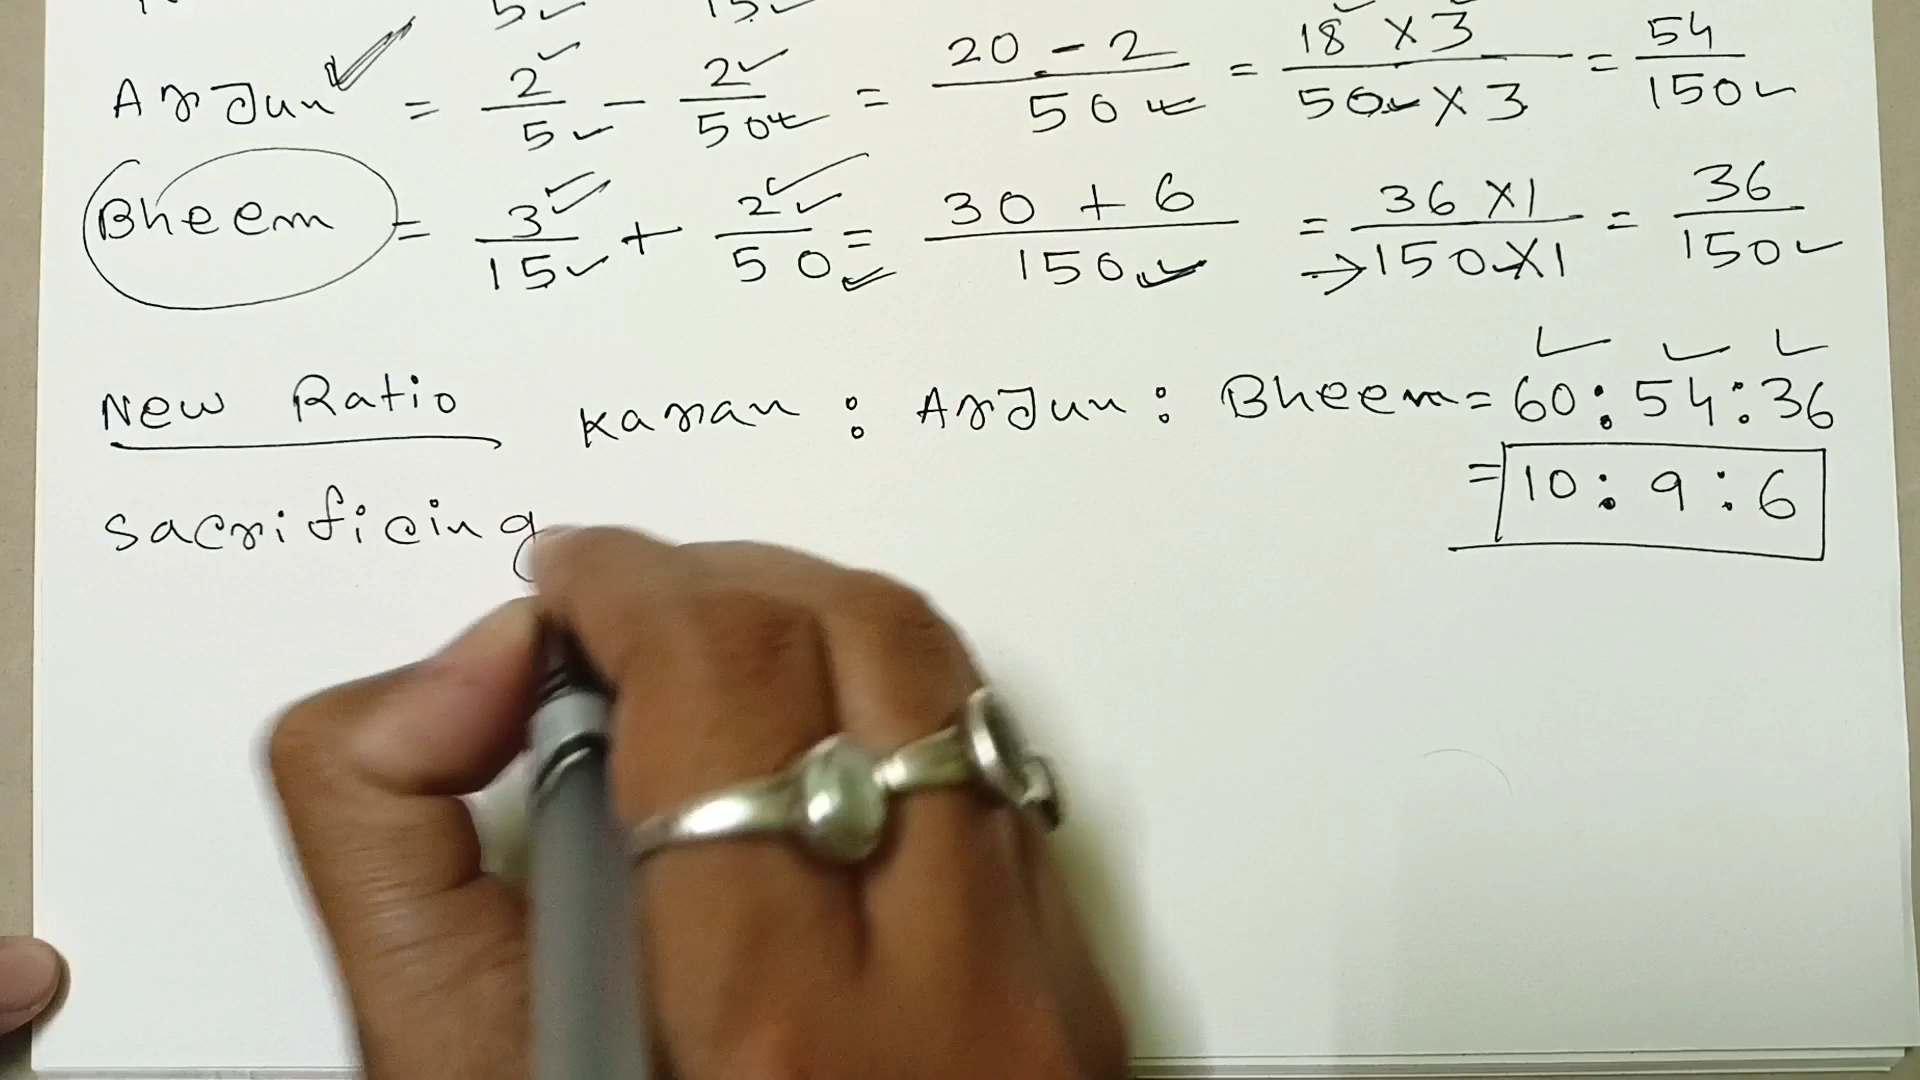 5 15
Arjun = 2/5 - 2/50 = 20 - 2/50 = 18 × 3/50 × 3 = 54/150
Bheem = 3/15 + 2/50 = 30 + 6/150 = 36 × 1/150 × 1 = 36/150
New Ratio Karan : Arjun : Bheem = 60 : 54 : 36
= 10 : 9 : 6
Sacrificing